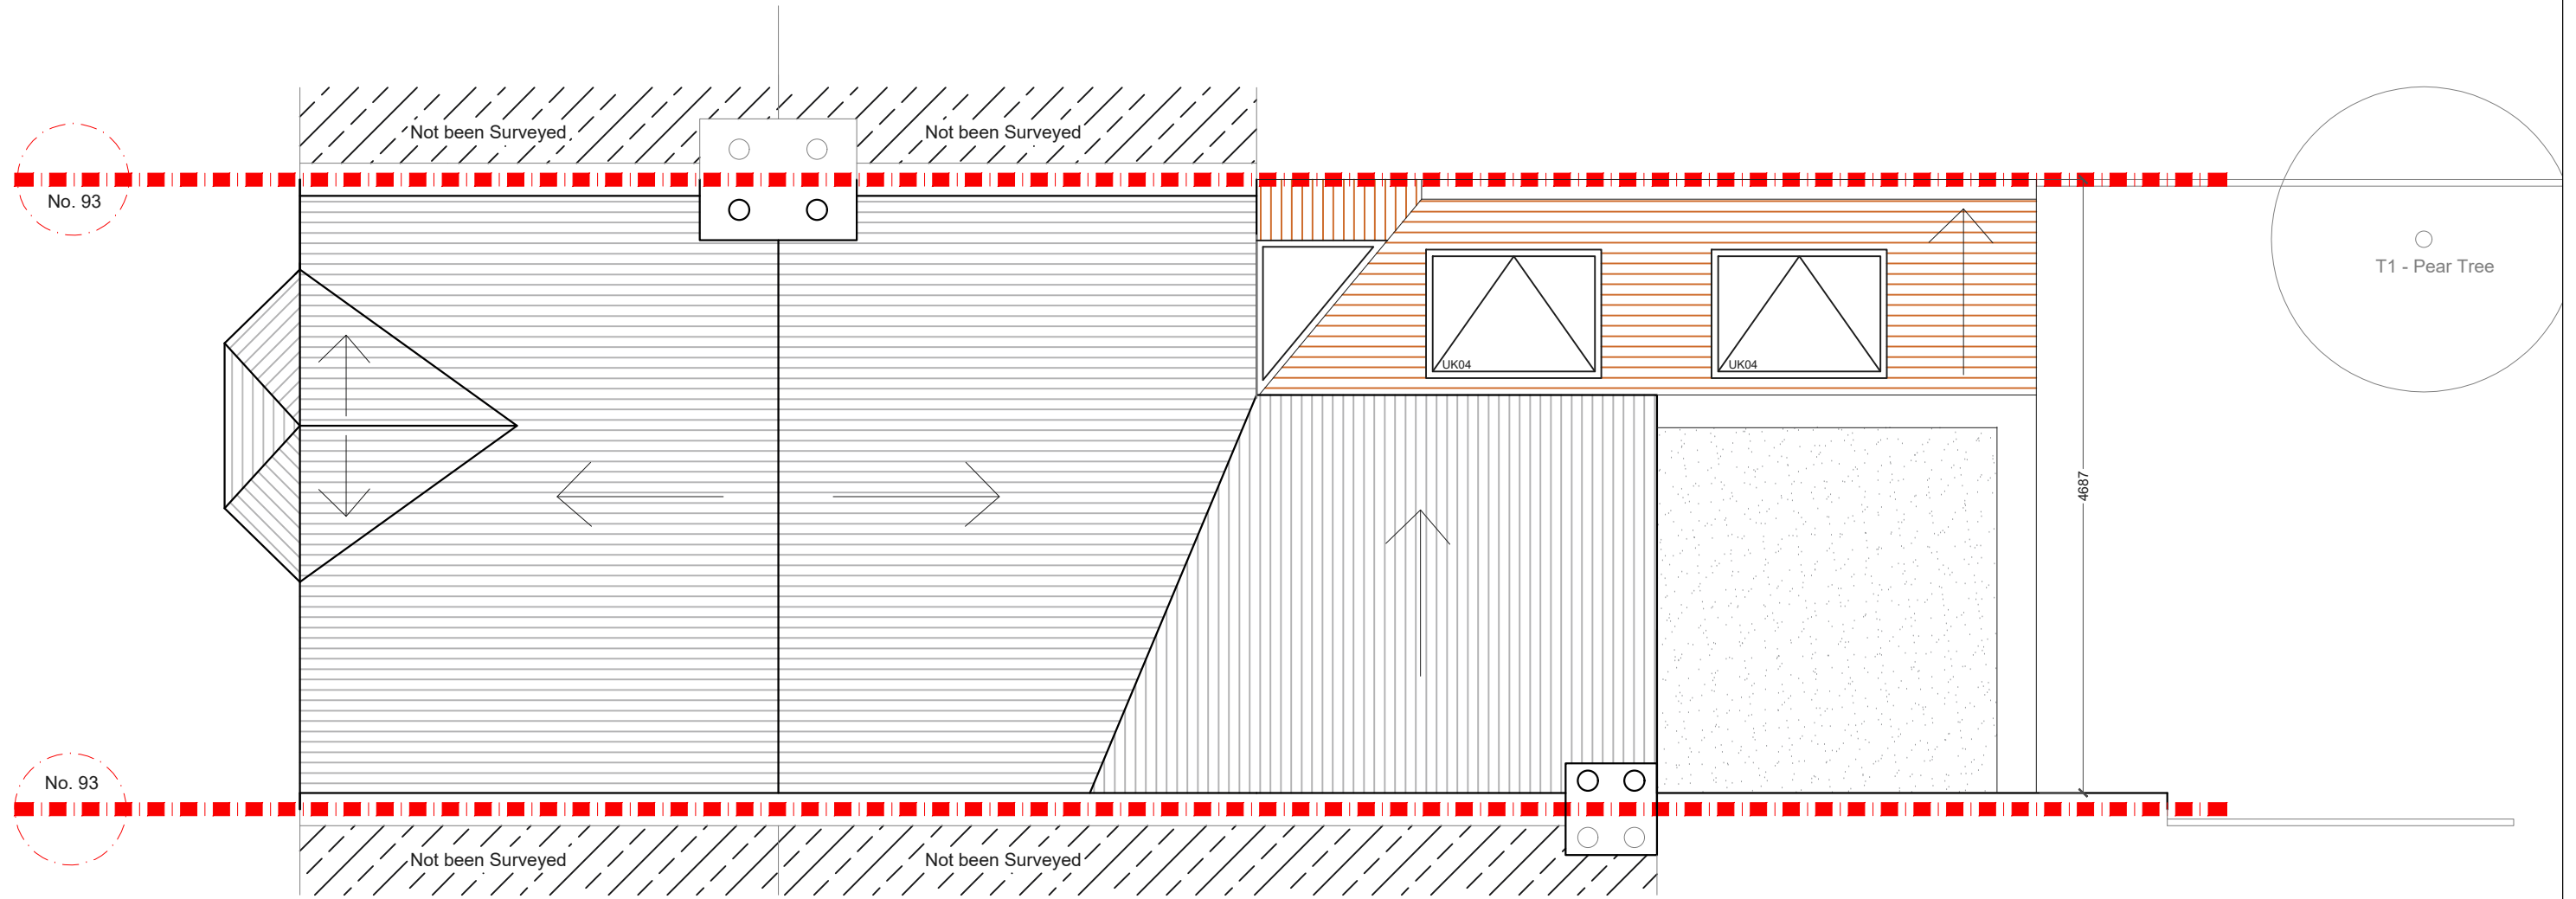 Not been Surveyed
Not been Surveyed
No. 93
T1 - Pear Tree
UK04
UK04
4687
No. 93
Not been Surveyed
Not been Surveyed